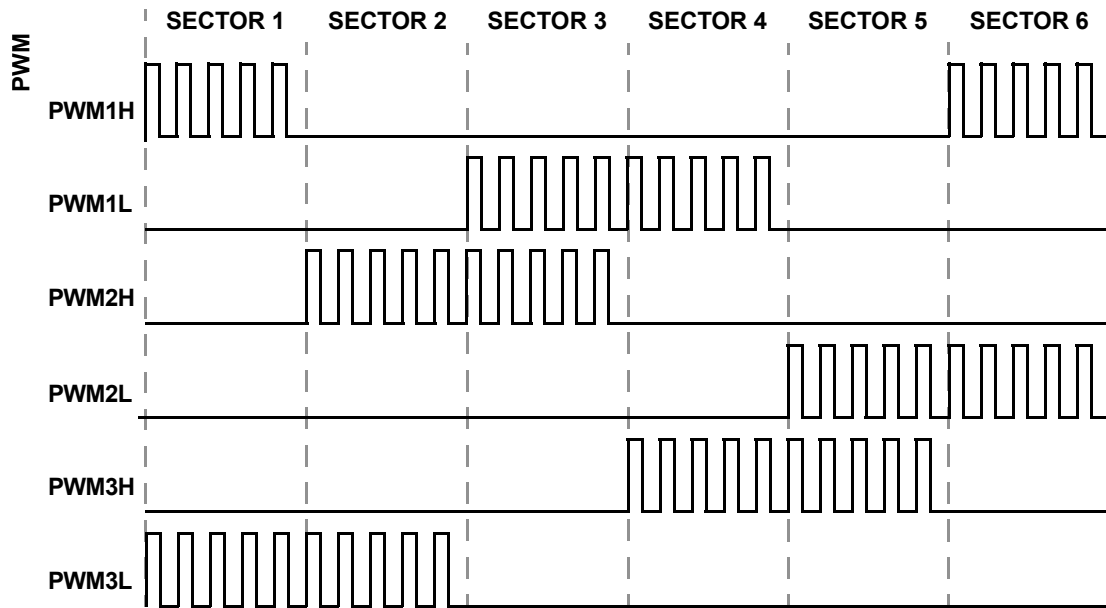 SECTOR 1 SECTOR 2 SECTOR 3 SECTOR 4 SECTOR 5 SECTOR 6
PWM
PWM1H
PWM1L
PWM2H
PWM2L
PWM3H
PWM3L